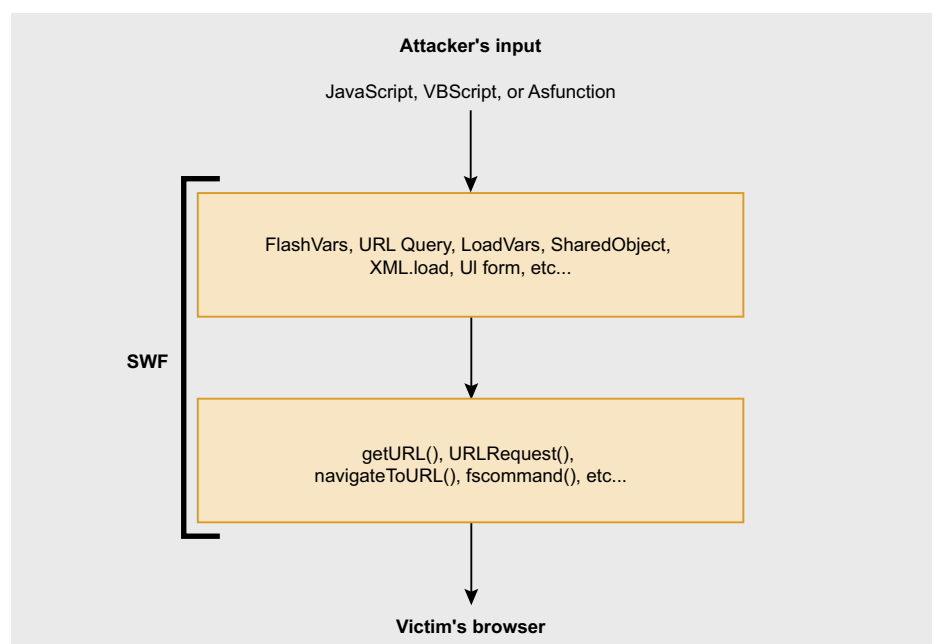 Attacker's input
JavaScript, VBScript, or Asfunction
FlashVars, URL Query, LoadVars, SharedObject,
XML.load, UI form, etc...
SWF
getURL(), URLRequest(),
navigateToURL(), fscommand(), etc...
Victim's browser